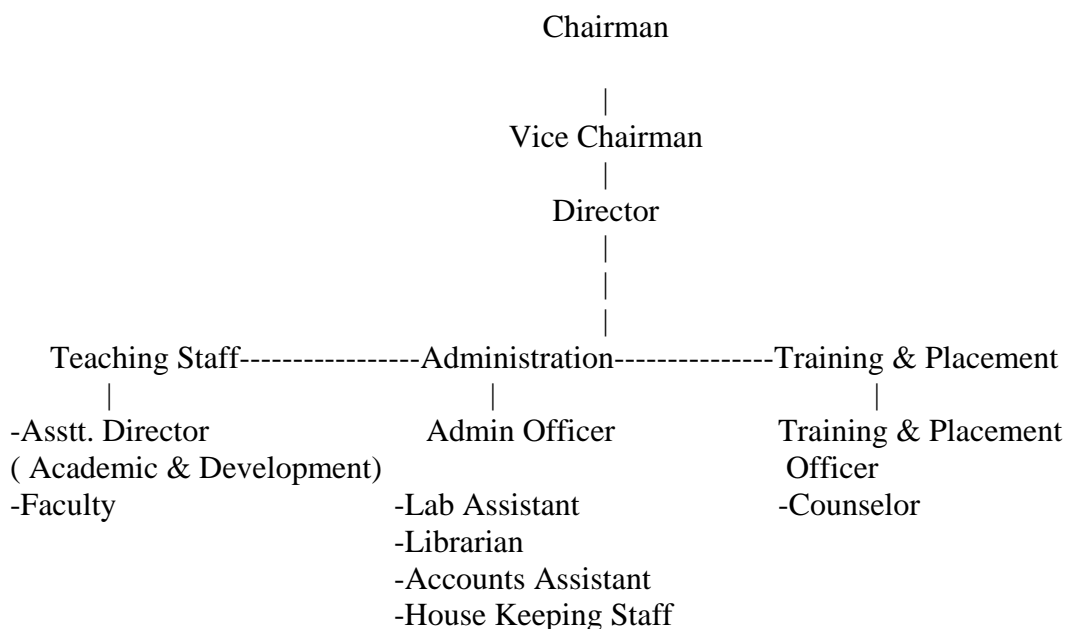 Chairman
|
Vice Chairman
|
Director
|
|
|
Teaching Staff-----------------Administration---------------Training & Placement
| | |
-Asstt. Director Admin Officer Training & Placement
( Academic & Development) Officer
-Faculty -Lab Assistant -Counselor
-Librarian
-Accounts Assistant
-House Keeping Staff